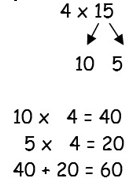 4 x 15
10 5
10 x 4 = 40
5 x 4 = 20
40 + 20 = 60